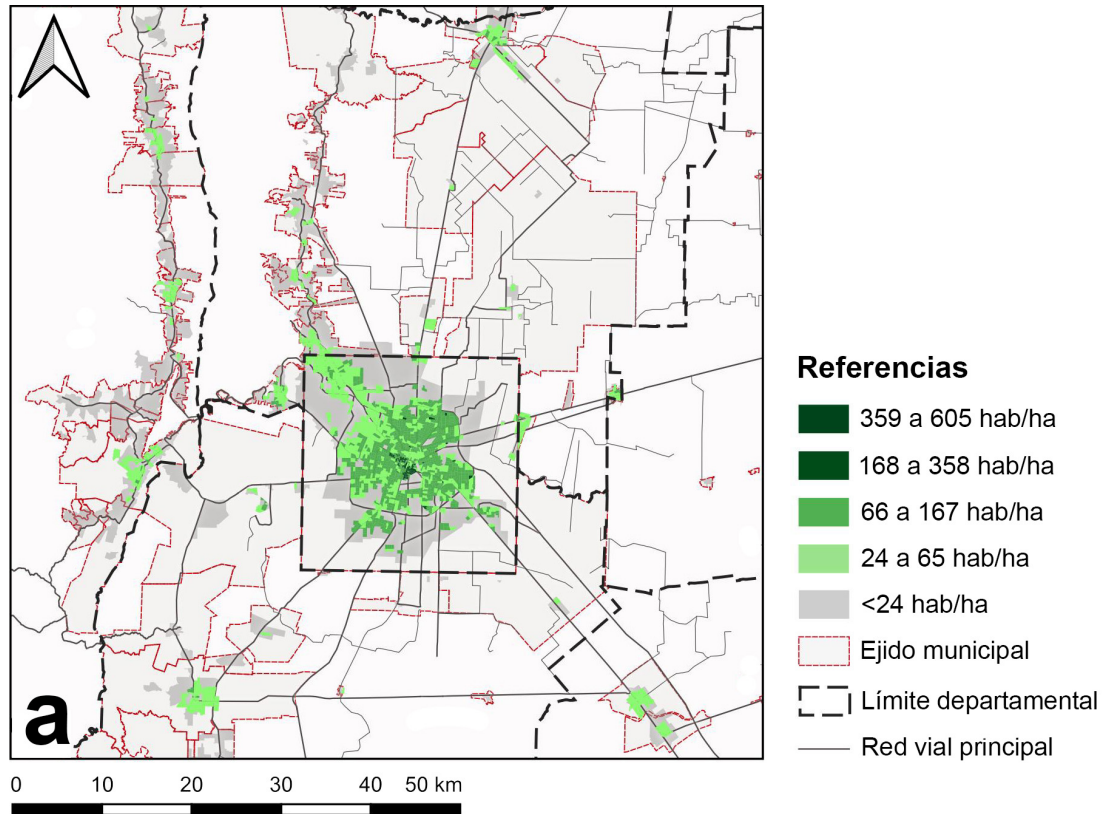 a
0 10 20 30 40 50 km
Referencias
359 a 605 hab/ha
168 a 358 hab/ha
66 a 167 hab/ha
24 a 65 hab/ha
<24 hab/ha
Ejido municipal
Límite departamental
Red vial principal